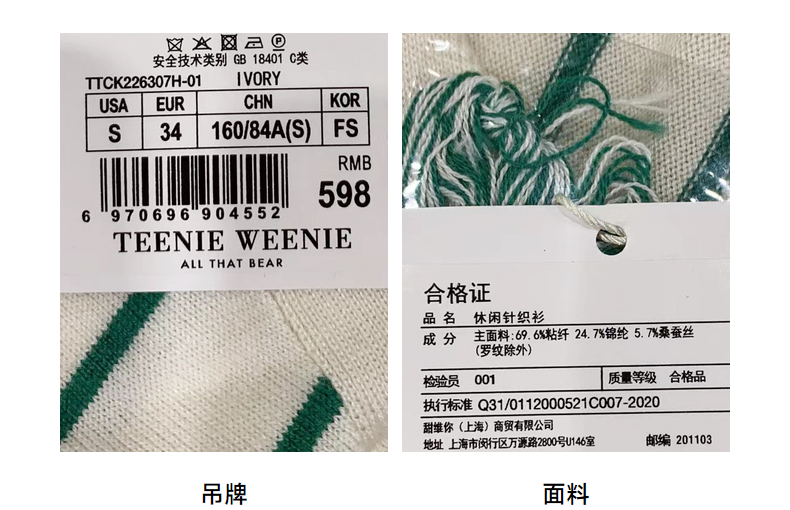 安全技术类别 GB 18401 C类
TTCK226307H-01 IVORY
USA EUR CHN KOR
S 34 160/84A(S) FS
RMB
598
6 970696 904552
TEENIE WEENIE
ALL THAT BEAR
合格证
品 名 休闲针织衫
成 分 主面料:69.6%粘纤 24.7%锦纶 5.7%桑蚕丝
(罗纹除外)
检验员 001 质量等级 合格品
执行标准 Q31/0112000521C007-2020
甜维你（上海）商贸有限公司
地址 上海市闵行区万源路2800号U146室 邮编 201103
吊牌 面料